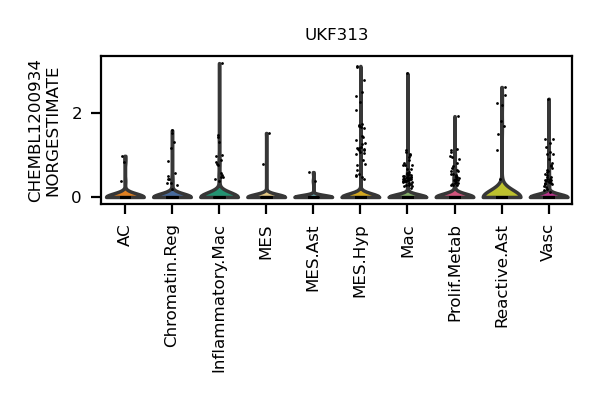 UKF313
CHEMBL1200934
NORGESTIMATE
2
0
AC
Chromatin.Reg
Inflammatory.Mac
MES
MES.Ast
MES.Hyp
Mac
Prolif.Metab
Reactive.Ast
Vasc